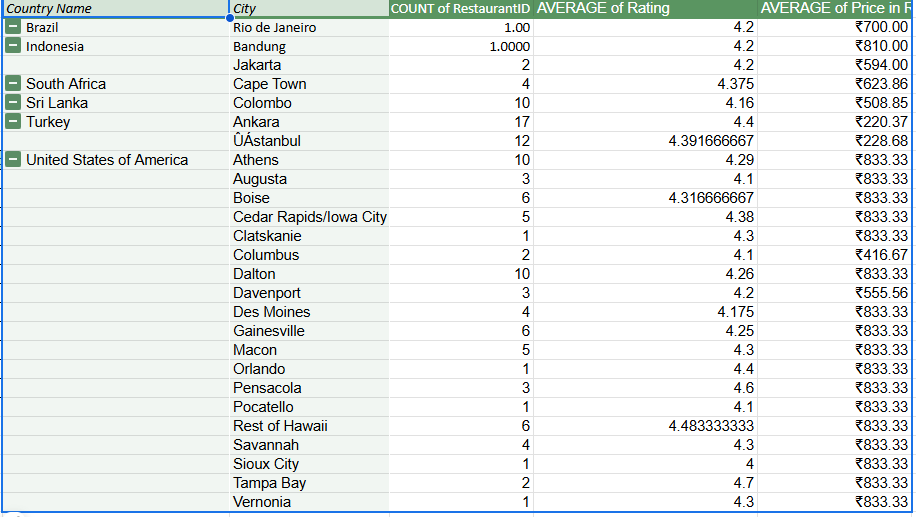 Country Name City COUNT of RestaurantID AVERAGE of Rating AVERAGE of Price in
Brazil Rio de Janeiro 1.00 4.2 ₹700.00
Indonesia Bandung 1.0000 4.2 ₹810.00
Jakarta 2 4.2 ₹594.00
South Africa Cape Town 4 4.375 ₹623.86
Sri Lanka Colombo 10 4.16 ₹508.85
Turkey Ankara 17 4.4 ₹220.37
ÛÁstanbul 12 4.391666667 ₹228.68
United States of America Athens 10 4.29 ₹833.33
Augusta 3 4.1 ₹833.33
Boise 6 4.316666667 ₹833.33
Cedar Rapids/Iowa City 5 4.38 ₹833.33
Clatskanie 1 4.3 ₹833.33
Columbus 2 4.1 ₹416.67
Dalton 10 4.26 ₹833.33
Davenport 3 4.2 ₹555.56
Des Moines 4 4.175 ₹833.33
Gainesville 6 4.25 ₹833.33
Macon 5 4.3 ₹833.33
Orlando 1 4.4 ₹833.33
Pensacola 3 4.6 ₹833.33
Pocatello 1 4.1 ₹833.33
Rest of Hawaii 6 4.483333333 ₹833.33
Savannah 4 4.3 ₹833.33
Sioux City 1 4 ₹833.33
Tampa Bay 2 4.7 ₹833.33
Vernonia 1 4.3 ₹833.33